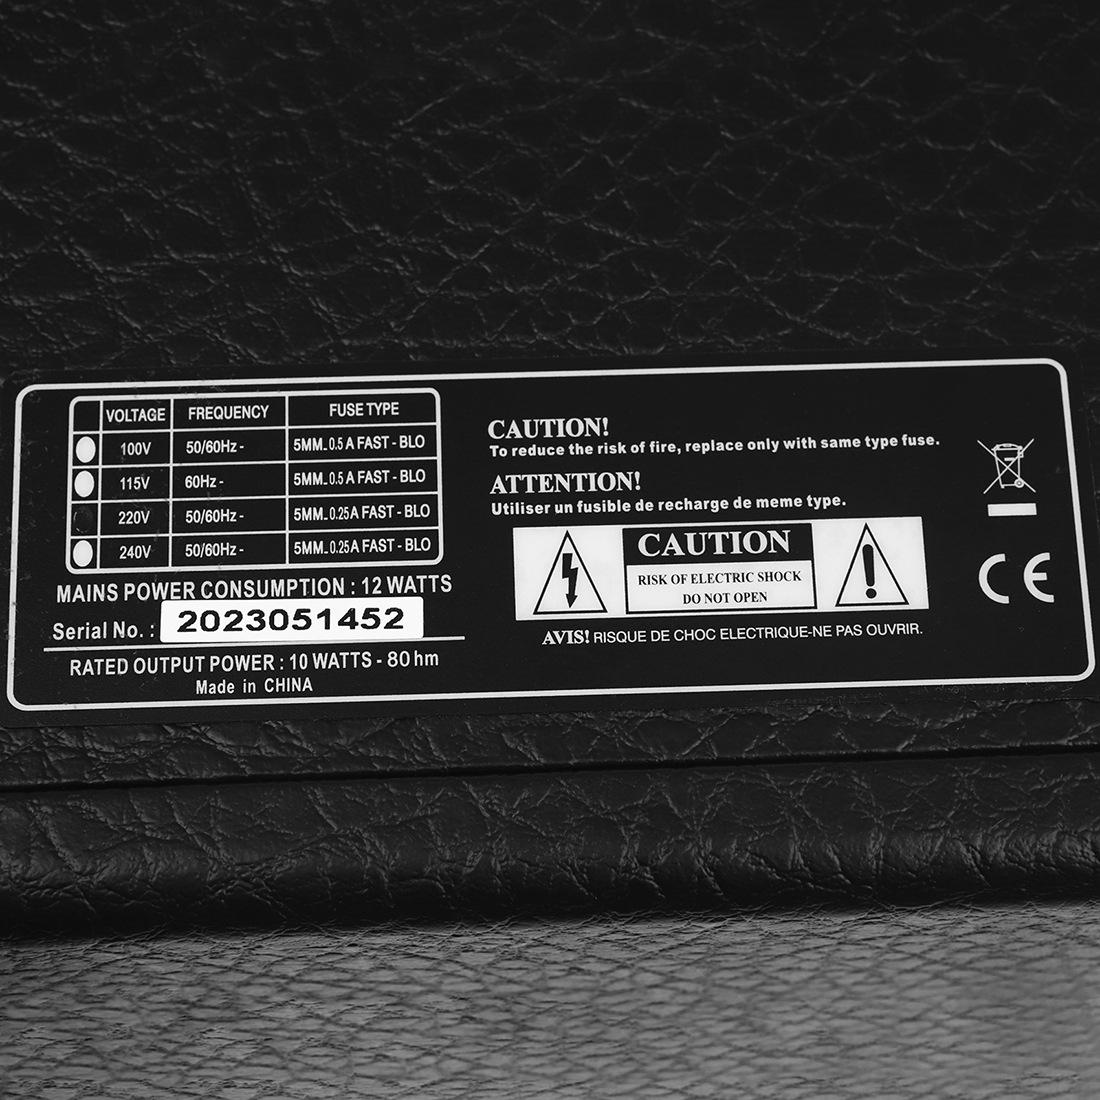 VOLTAGE FREQUENCY FUSE TYPE
100V 50/60Hz - 5MM..0.5 A FAST - BLO
115V 60Hz - 5MM..0.5 A FAST - BLO
220V 50/60Hz - 5MM..0.25A FAST - BLO
240V 50/60Hz - 5MM..0.25A FAST - BLO
MAINS POWER CONSUMPTION : 12 WATTS
Serial No. : 2023051452
RATED OUTPUT POWER : 10 WATTS - 80hm
Made in CHINA
CAUTION!
To reduce the risk of fire, replace only with same type fuse.
ATTENTION!
Utiliser un fusible de recharge de meme type.
CAUTION
RISK OF ELECTRIC SHOCK
DO NOT OPEN
!
AVIS! RISQUE DE CHOC ELECTRIQUE-NE PAS OUVRIR.
CE